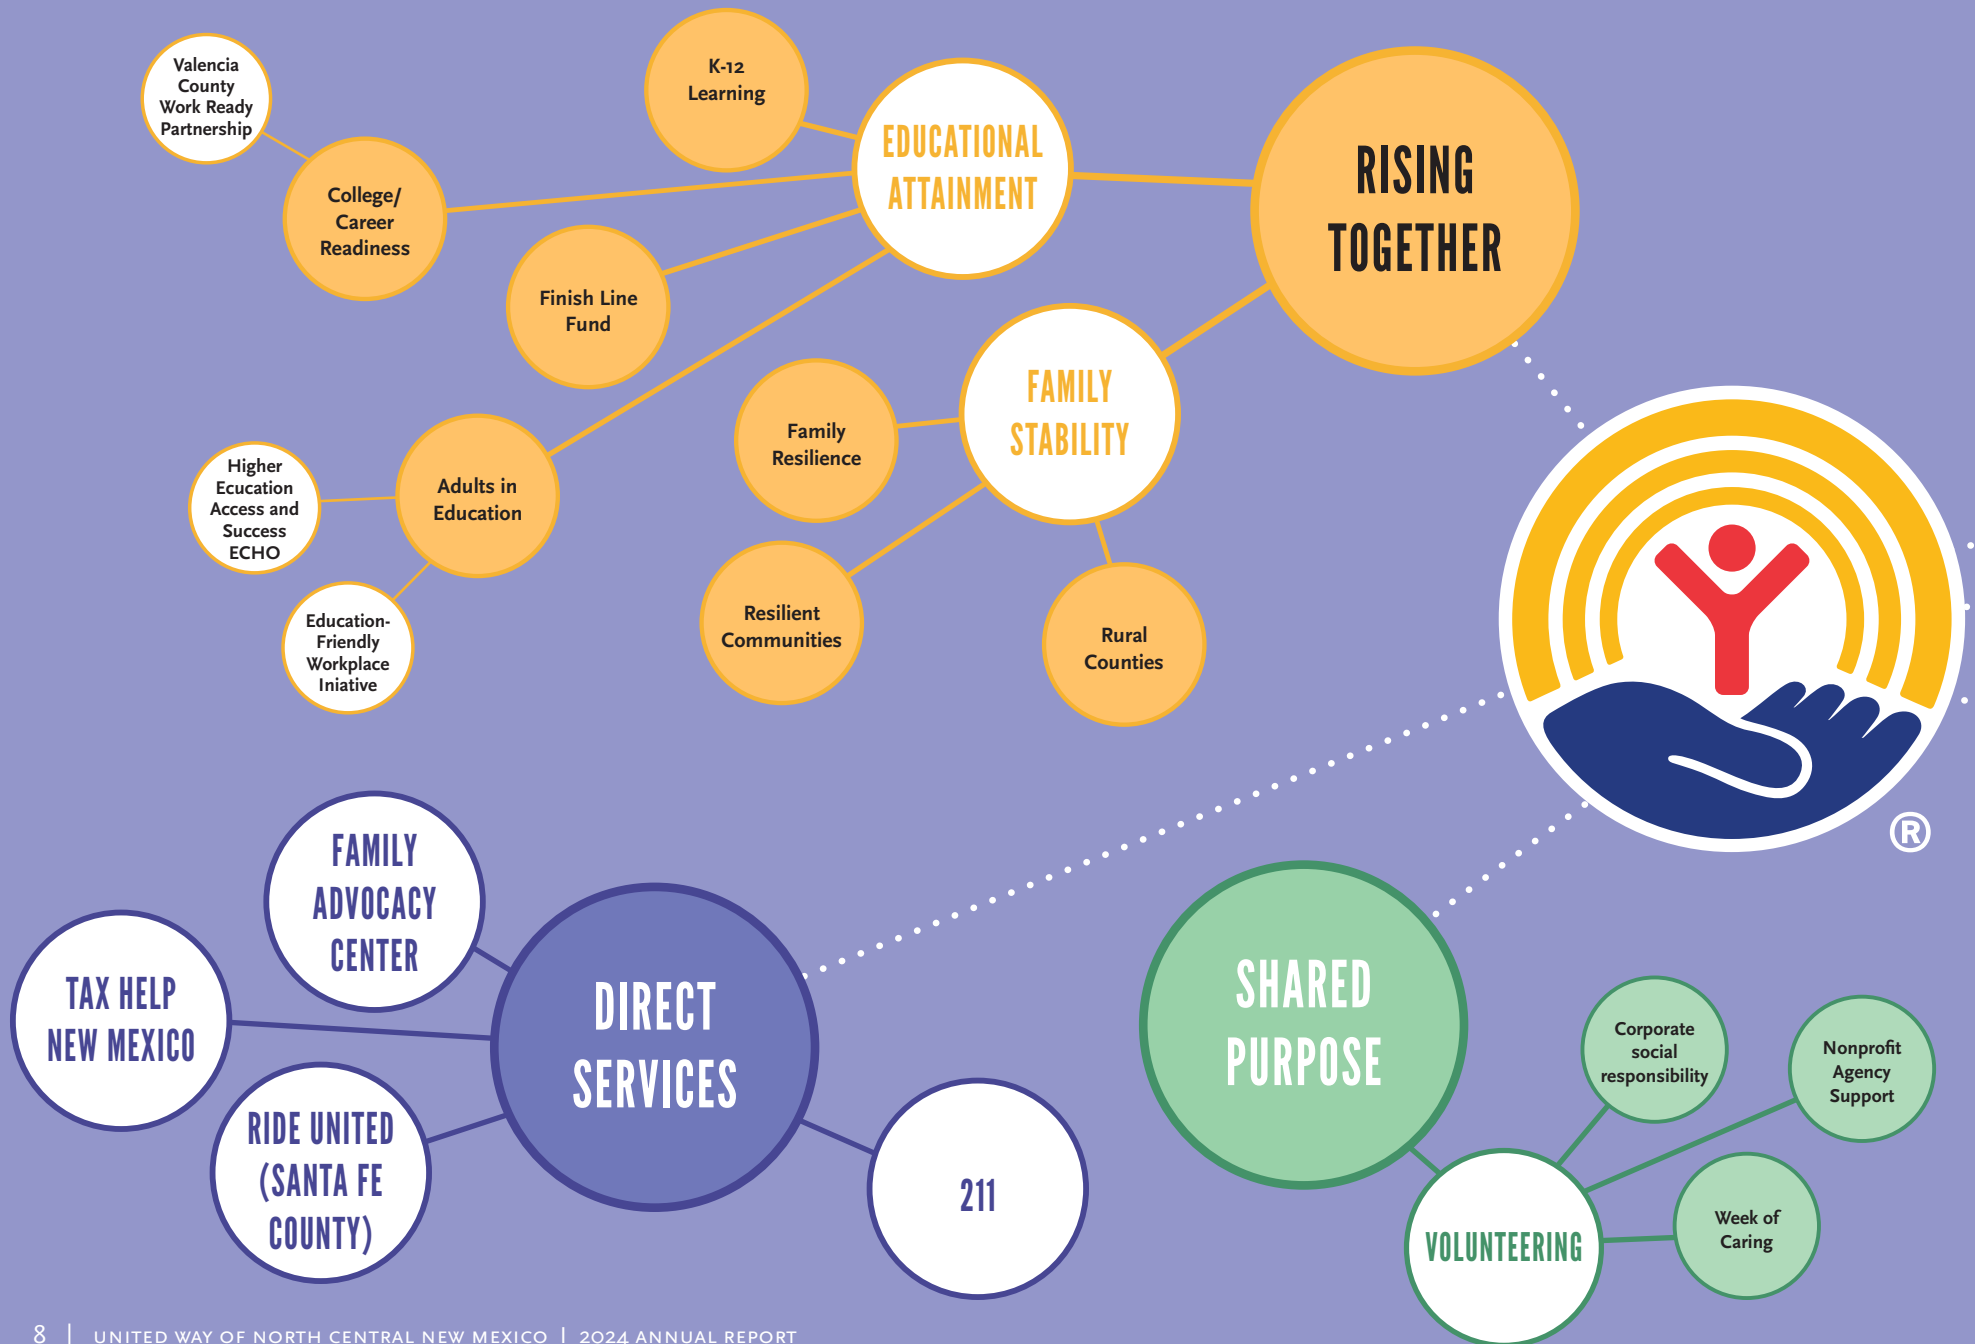 Valencia
County
Work Ready
Partnership
K-12
Learning
EDUCATIONAL
ATTAINMENT
RISING
TOGETHER
College/
Career
Readiness
Finish Line
Fund
FAMILY
STABILITY
Family
Resilience
Higher
Ecucation
Access and
Success
ECHO
Adults in
Education
Education-
Friendly
Workplace
Iniative
Resilient
Communities
Rural
Counties
®
FAMILY
ADVOCACY
CENTER
TAX HELP
NEW MEXICO
DIRECT
SERVICES
RIDE UNITED
(SANTA FE
COUNTY)
211
SHARED
PURPOSE
Corporate
social
responsibility
Nonprofit
Agency
Support
Week of
Caring
VOLUNTEERING
8 | UNITED WAY OF NORTH CENTRAL NEW MEXICO | 2024 ANNUAL REPORT